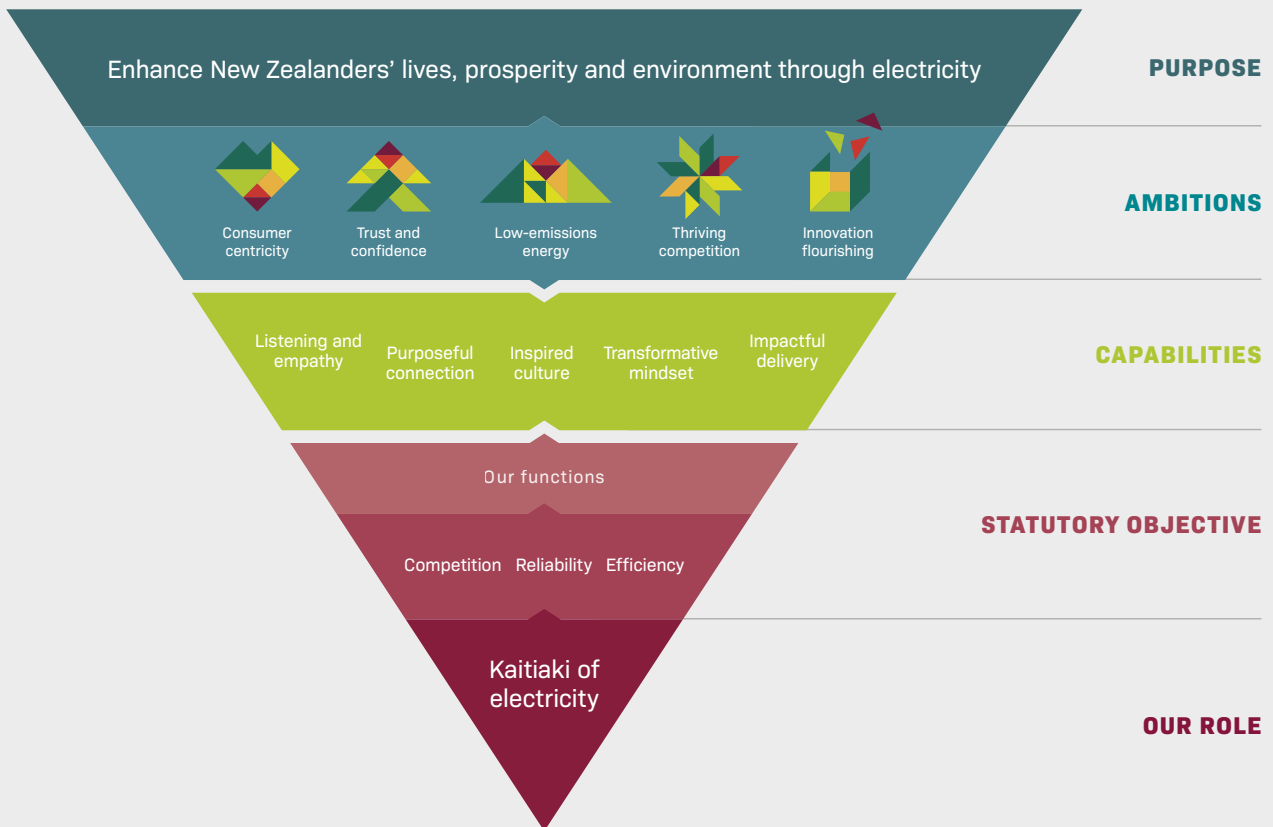 Enhance New Zealanders’ lives, prosperity and environment through electricity
PURPOSE
Consumer
centricity
Trust and
confidence
Low-emissions
energy
Thriving
competition
Innovation
flourishing
AMBITIONS
Listening and
empathy
Purposeful
connection
Inspired
culture
Transformative
mindset
Impactful
delivery
CAPABILITIES
Our functions
Competition Reliability Efficiency
STATUTORY OBJECTIVE
Kaitiaki of
electricity
OUR ROLE